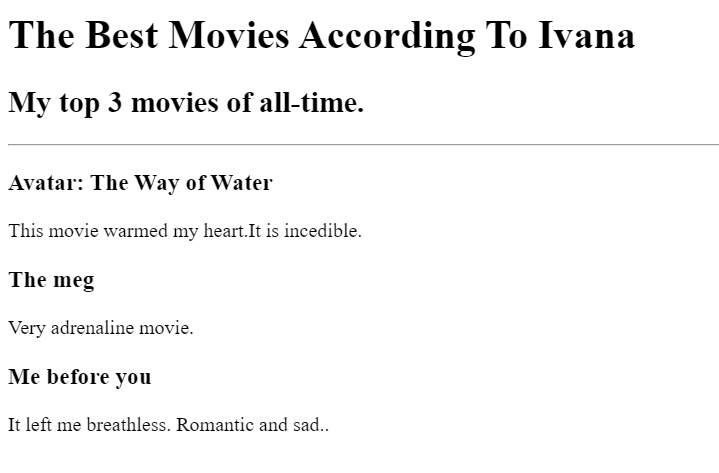 The Best Movies According To Ivana
My top 3 movies of all-time.
Avatar: The Way of Water
This movie warmed my heart.It is incedible.
The meg
Very adrenaline movie.
Me before you
It left me breathless. Romantic and sad..